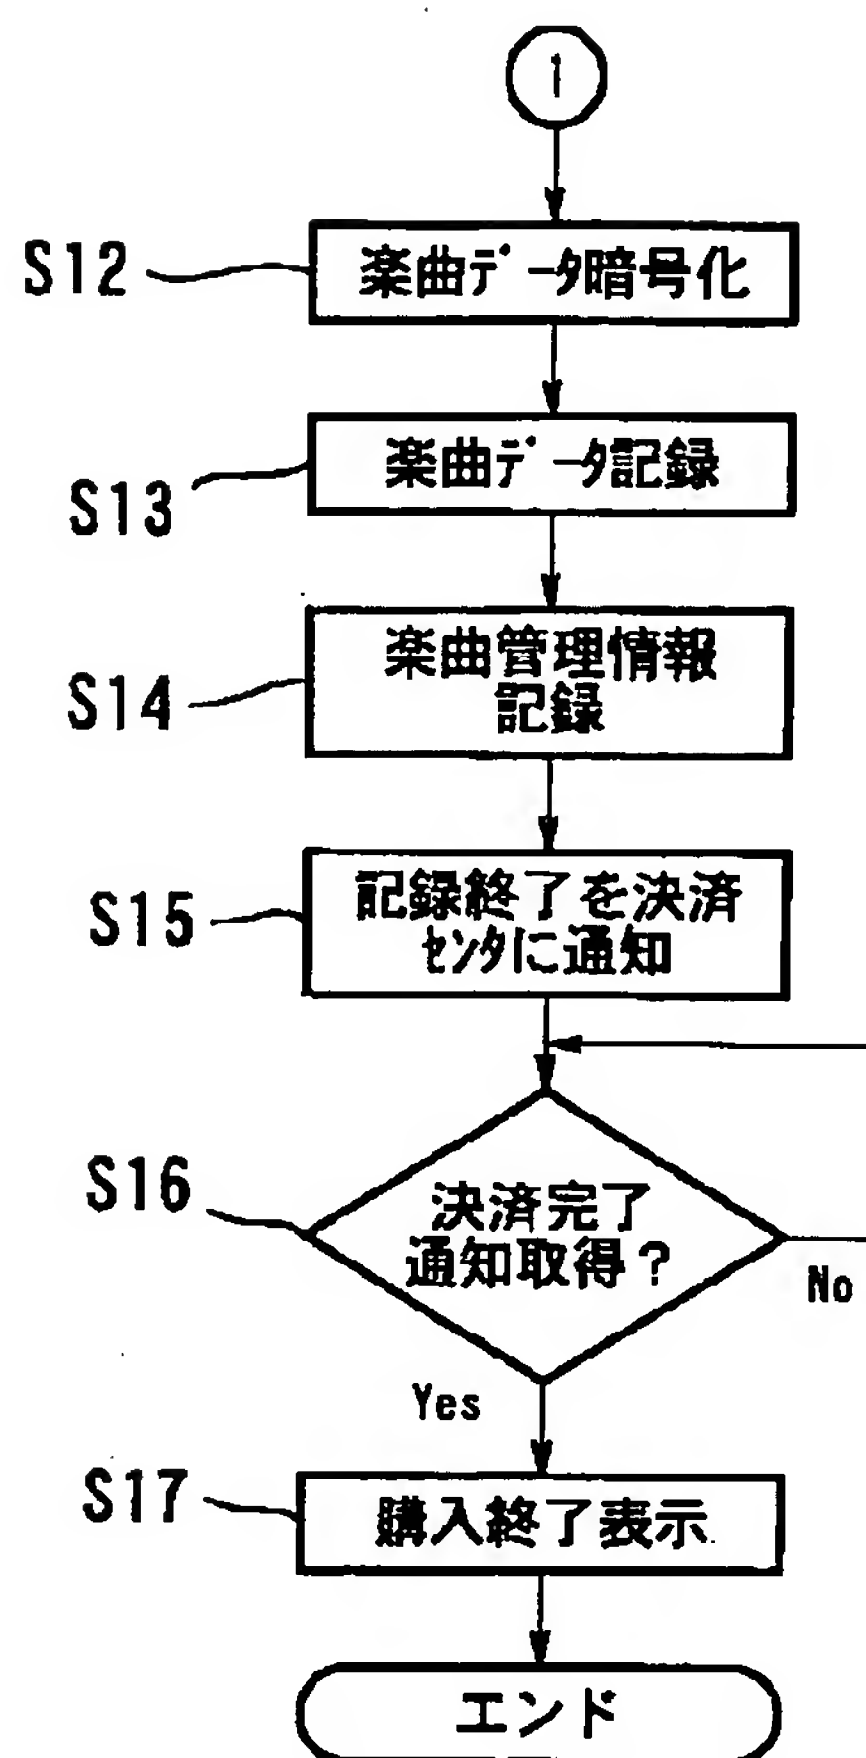 1
S12
楽曲ﾃﾞｰﾀ暗号化
S13
楽曲ﾃﾞｰﾀ記録
S14
楽曲管理情報
記録
S15
記録終了を決済
ｾﾝﾀに通知
S16
決済完了
通知取得？
No
Yes
S17
購入終了表示
エンド